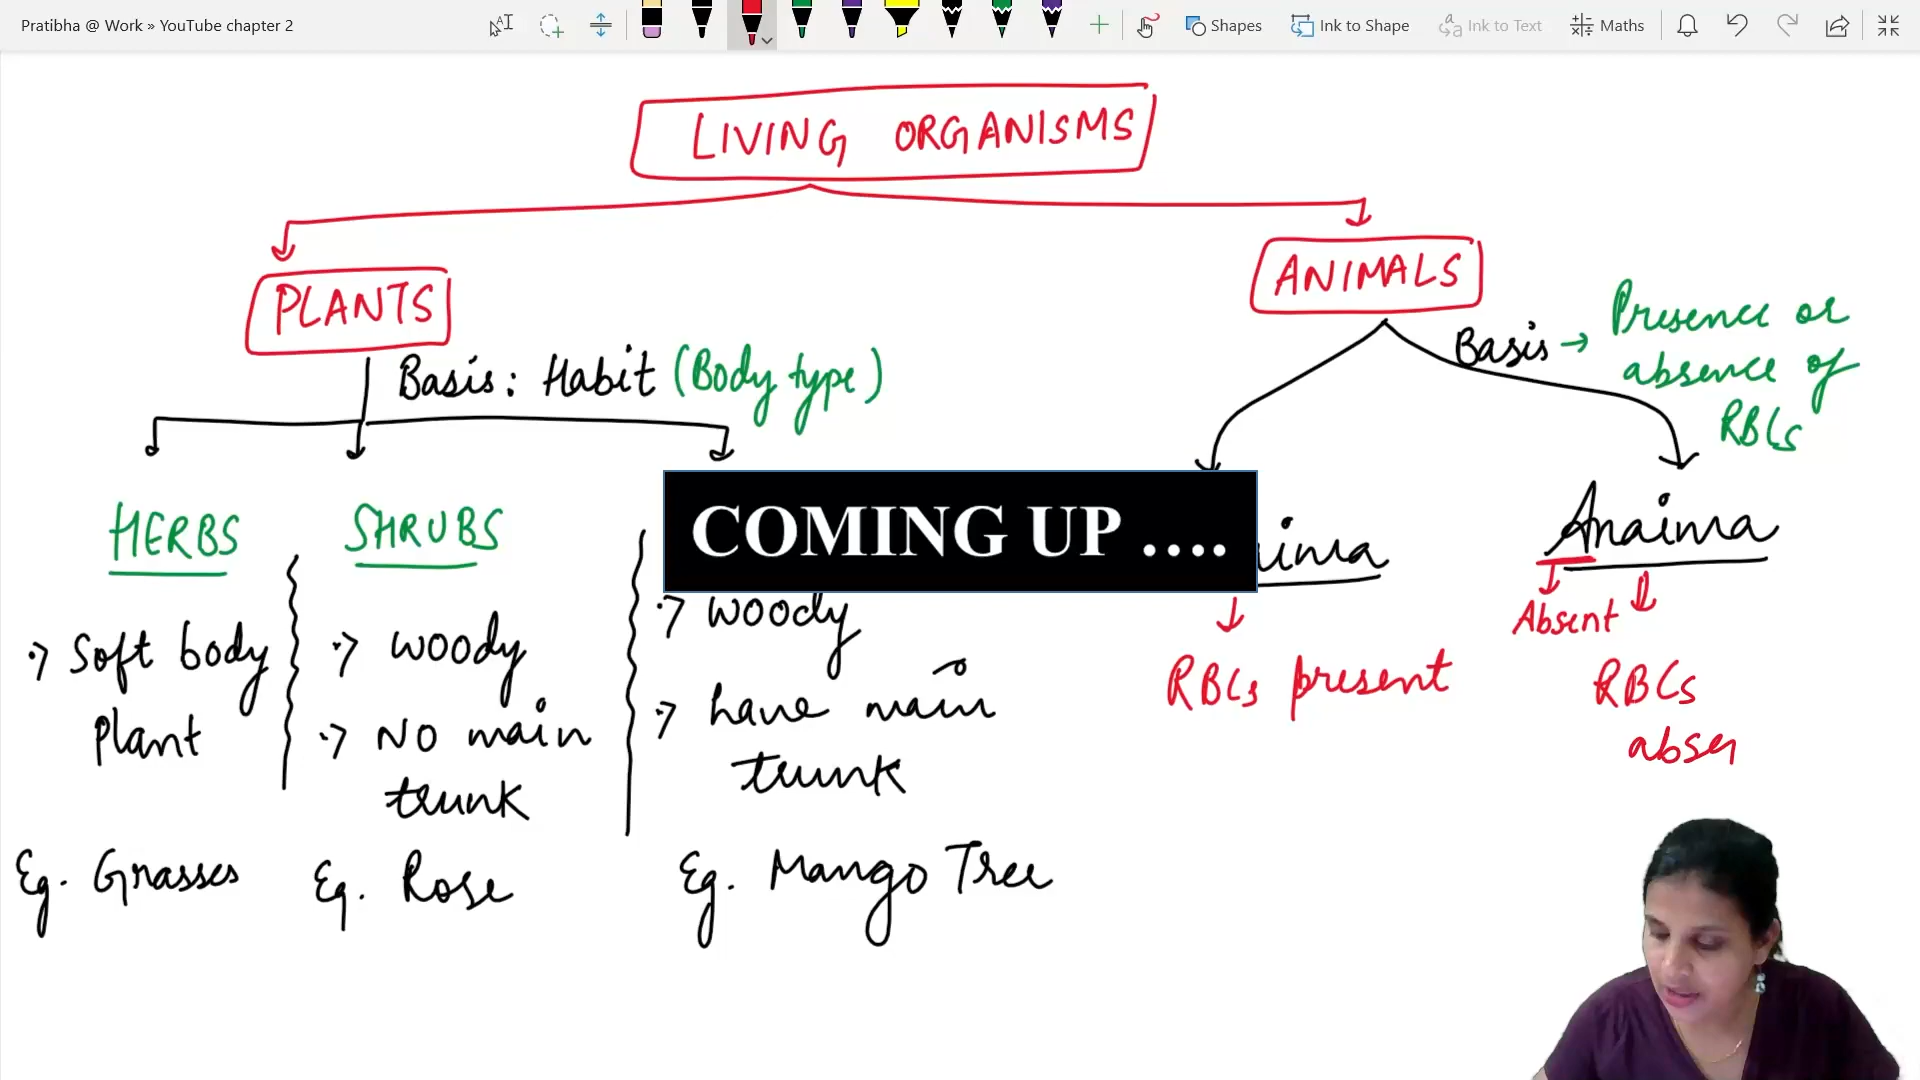 Pratibha @ Work » YouTube chapter 2
Shapes
Ink to Shape
Ink to Text
Maths
LIVING ORGANISMS
PLANTS
ANIMALS
Basis: Habit (Body type)
Basis → Presence or
absence of
RBCs
HERBS
SHRUBS
COMING UP ....
Anaima
Soft body
plant
woody
No main
trunk
woody
have main
trunk
Absent
RBCs present
RBCs
absen
Eg. Grasses
Eg. Rose
Eg. Mango Tree